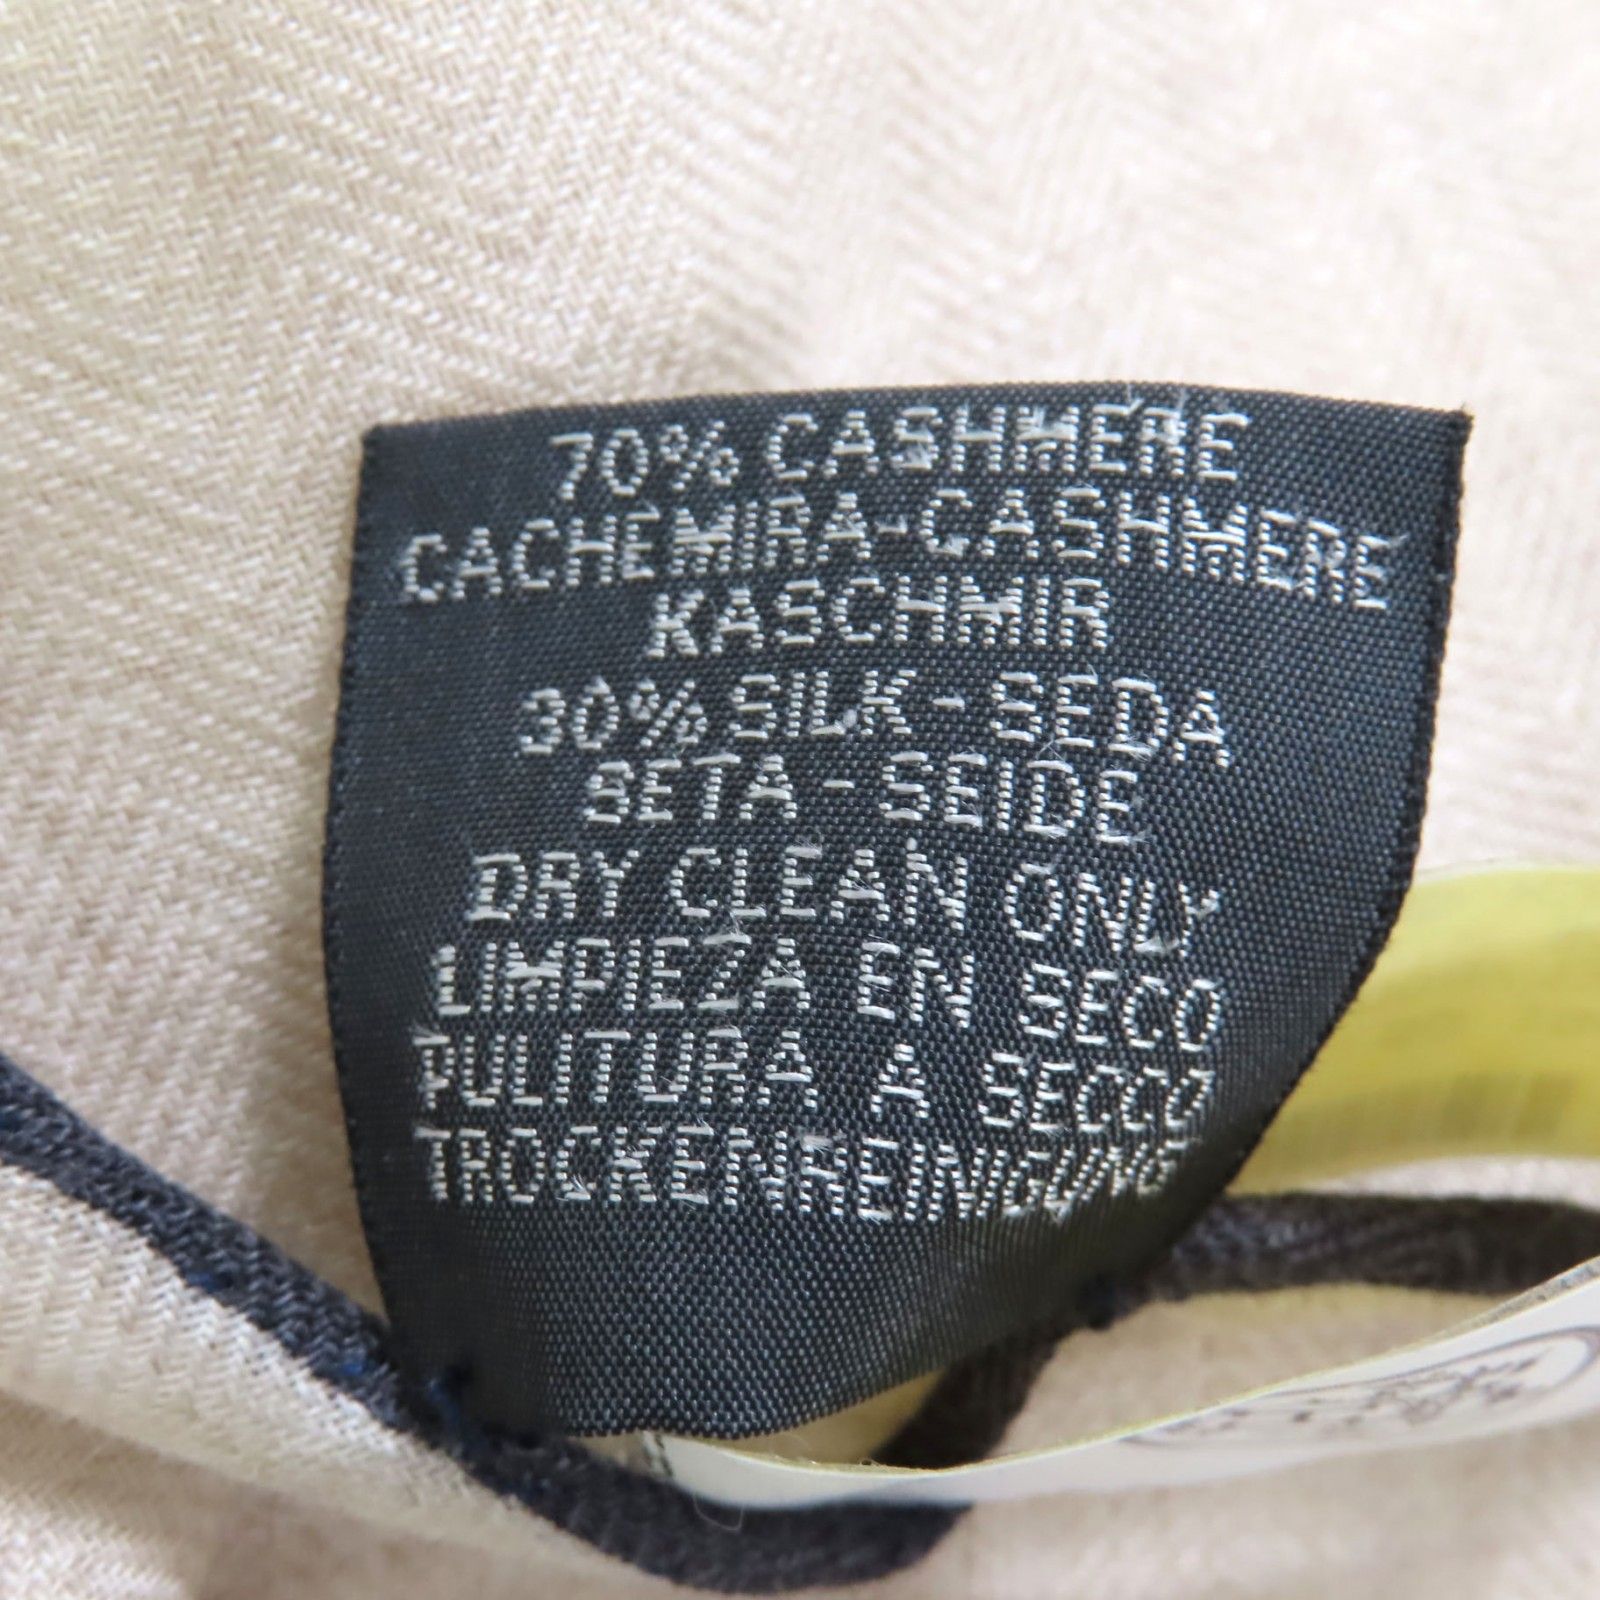 70% CASHMERE
CACHEMIRA-CASHMERE
KASCHMIR
30% SILK - SEDA
SETA - SEIDE
DRY CLEAN ONLY
LIMPIEZA EN SECO
PULITURA A SECCO
TROCKENREINIGUNG